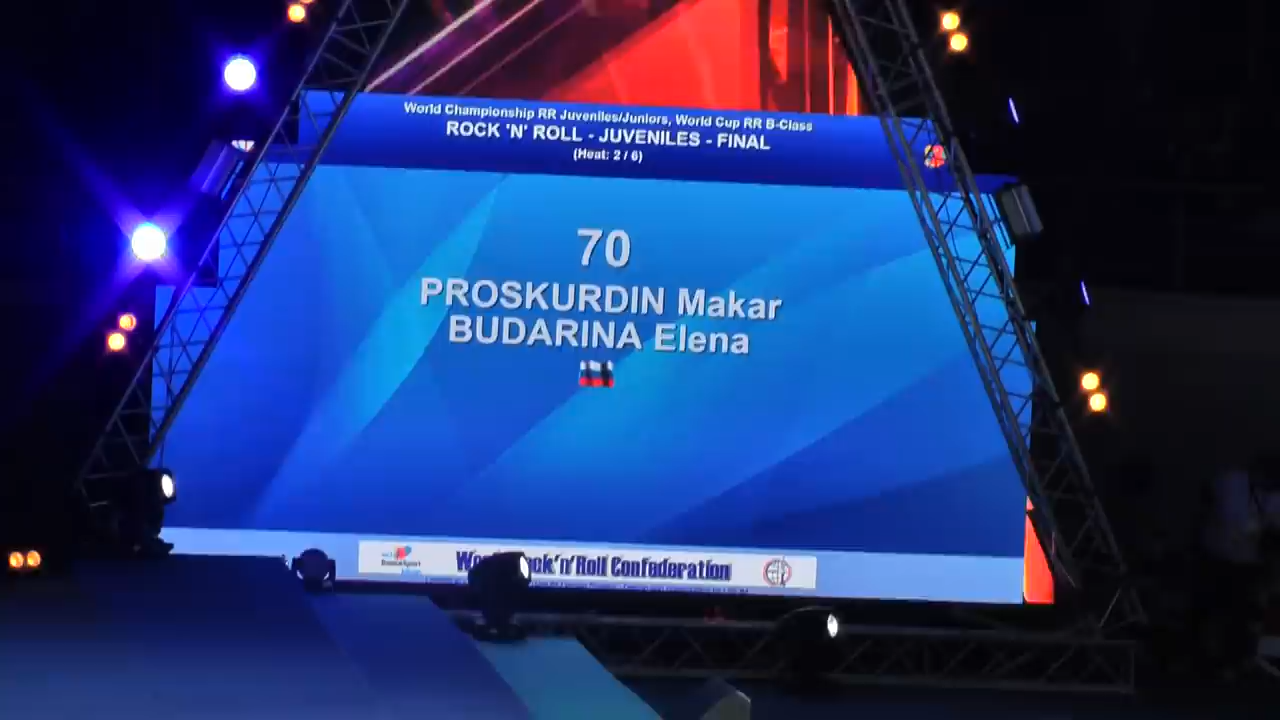 World Championship RR Juveniles/Juniors, World Cup RR B-Class
ROCK 'N' ROLL - JUVENILES - FINAL
(Heat: 2 / 6)
70
PROSKURDIN Makar
BUDARINA Elena
Rock'n'Roll Confederation